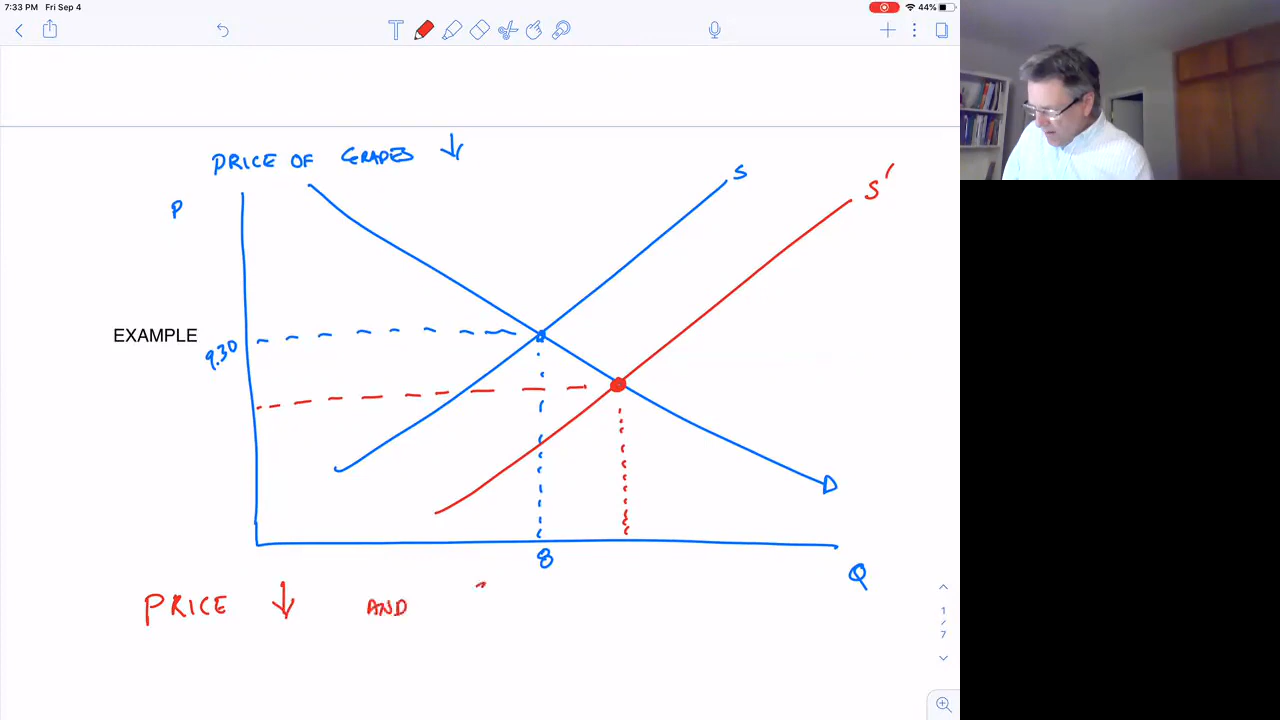 7:33 PM Fri Sep 4
44%
T
PRICE OF GRAPES ↓
S
S'
P
EXAMPLE
9.30
D
8
Q
PRICE ↓ AND
1
/
7